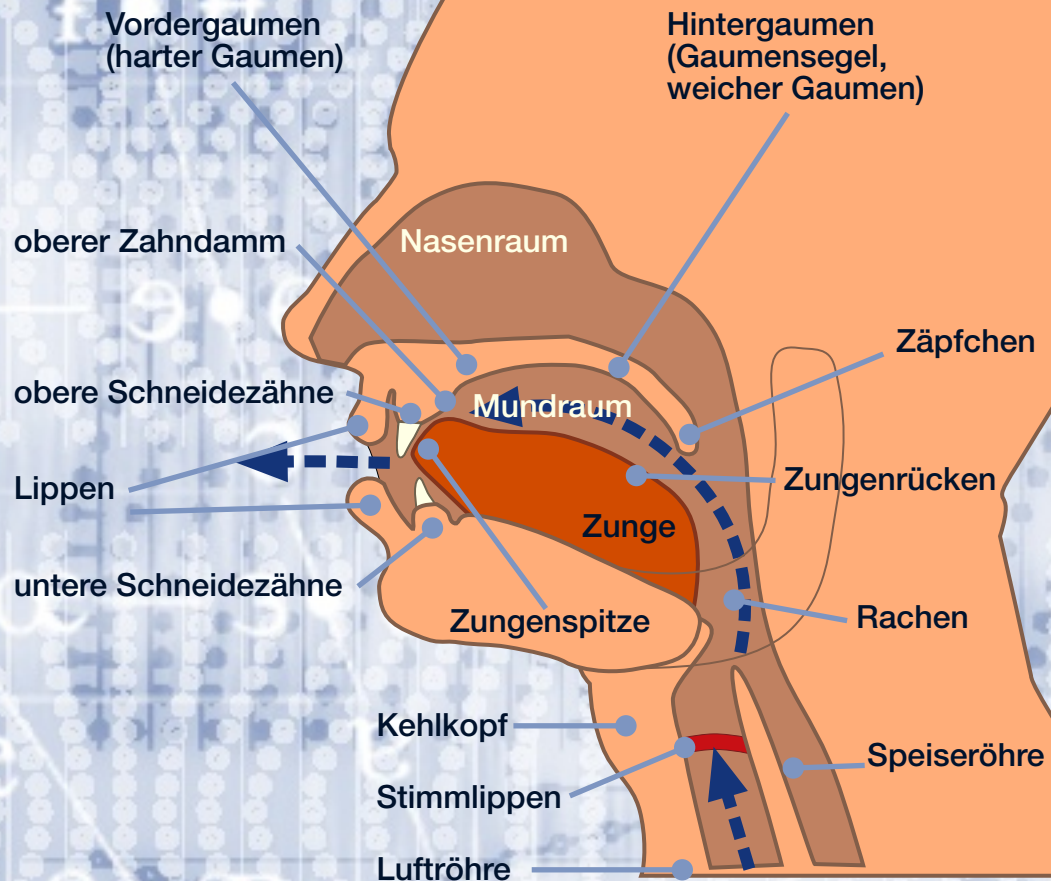 Vordergaumen
(harter Gaumen)
Hintergaumen
(Gaumensegel,
weicher Gaumen)
oberer Zahndamm
Nasenraum
Zäpfchen
obere Schneidezähne
Mundraum
Lippen
Zungenrücken
Zunge
untere Schneidezähne
Zungenspitze
Rachen
Kehlkopf
Speiseröhre
Stimmlippen
Luftröhre